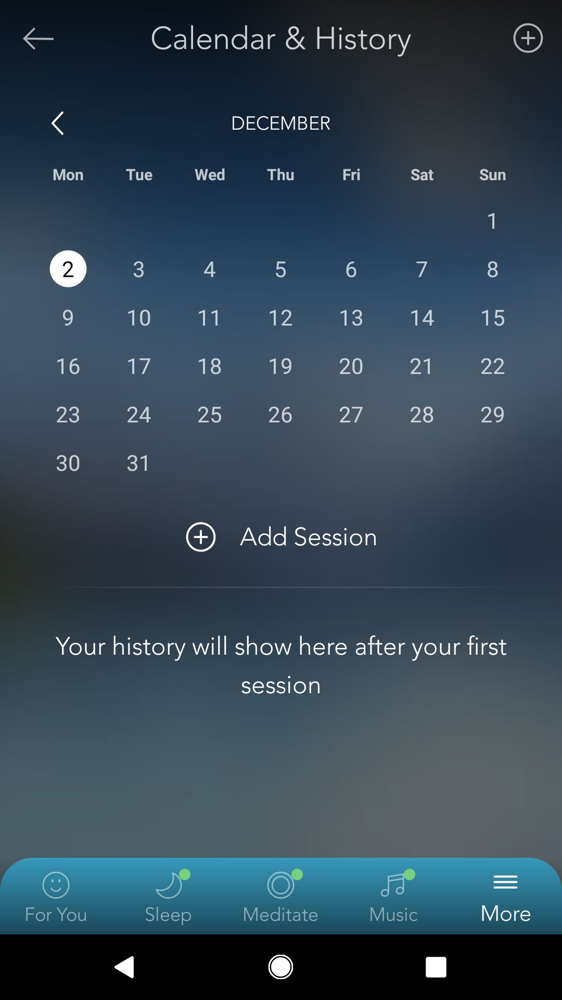 Calendar & History
DECEMBER
Mon Tue Wed Thu Fri Sat Sun
1
2 3 4 5 6 7 8
9 10 11 12 13 14 15
16 17 18 19 20 21 22
23 24 25 26 27 28 29
30 31
Add Session
Your history will show here after your first
session
For You Sleep Meditate Music More